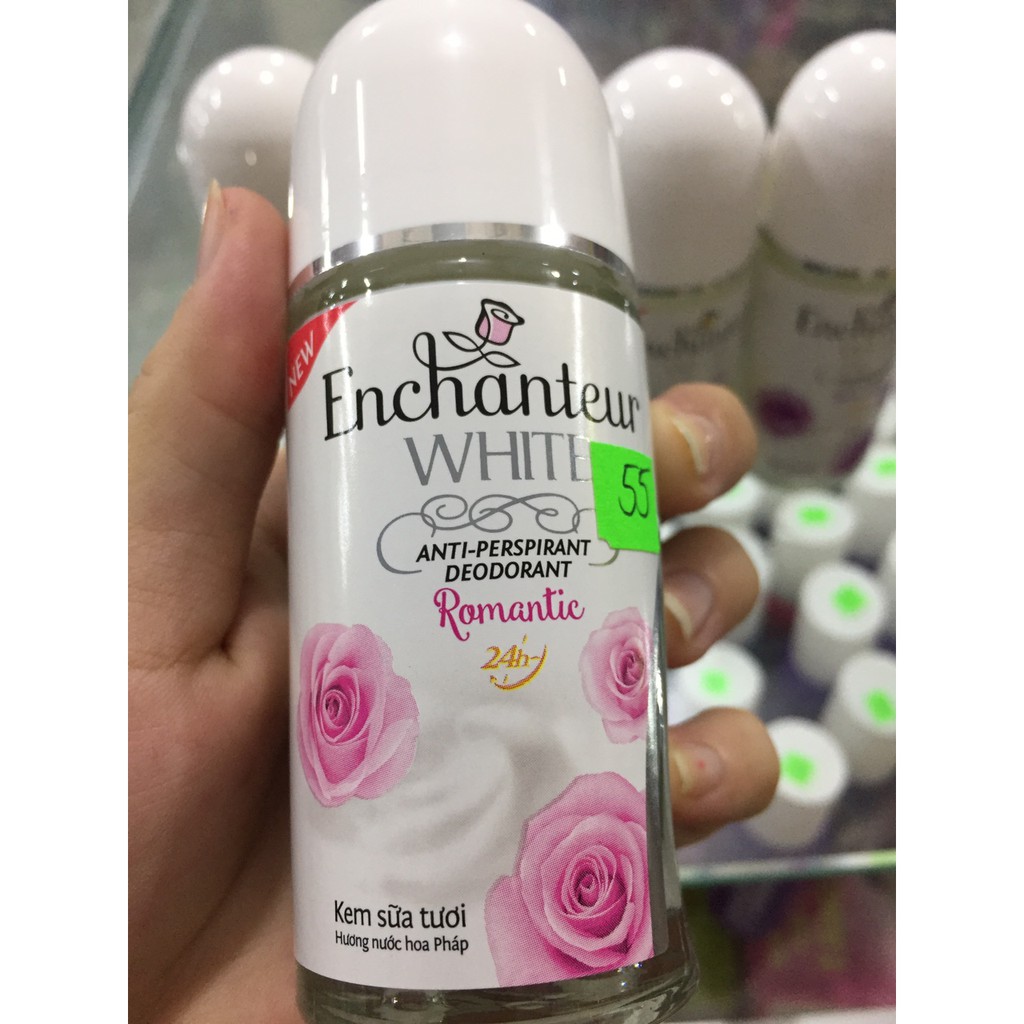 NEW
Enchanteur
WHITE
55
ANTI-PERSPIRANT
DEODORANT
Romantic
24h
Kem sữa tươi
Hương nước hoa Pháp